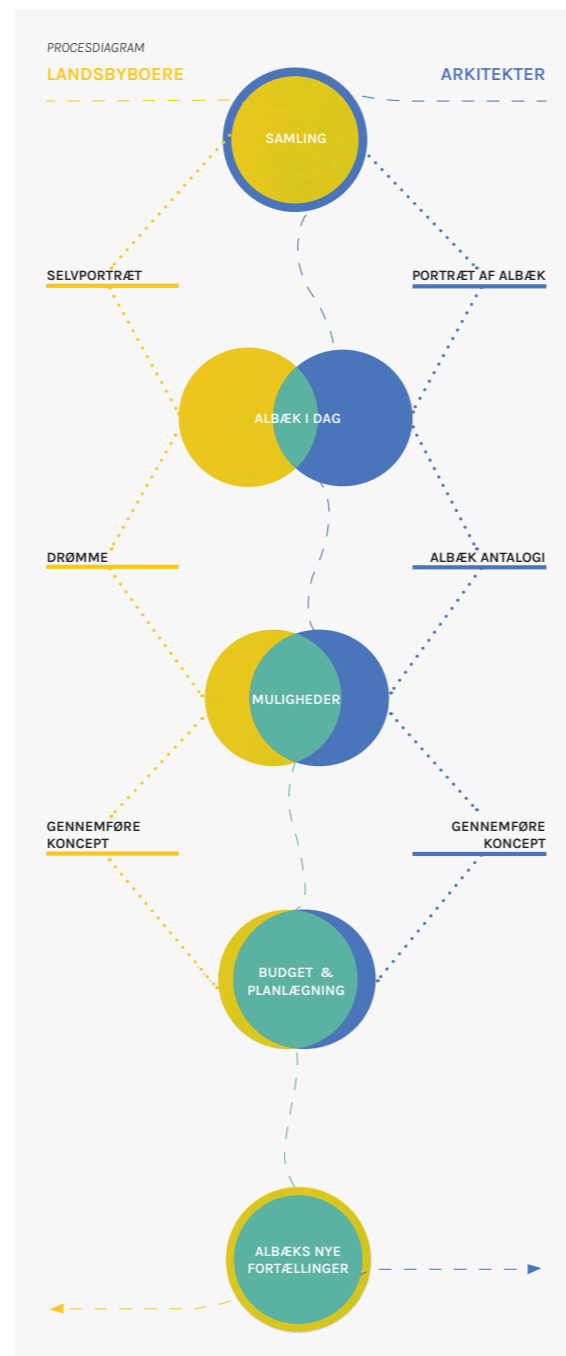 PROCESDIAGRAM
LANDSBYBOERE
ARKITEKTER
SAMLING
SELVPORTRÆT
PORTRÆT AF ALBÆK
ALBÆK I DAG
DRØMME
ALBÆK ANTALOGI
MULIGHEDER
GENNEMFØRE
KONCEPT
GENNEMFØRE
KONCEPT
BUDGET &
PLANLÆGNING
ALBÆKS NYE
FORTÆLLINGER